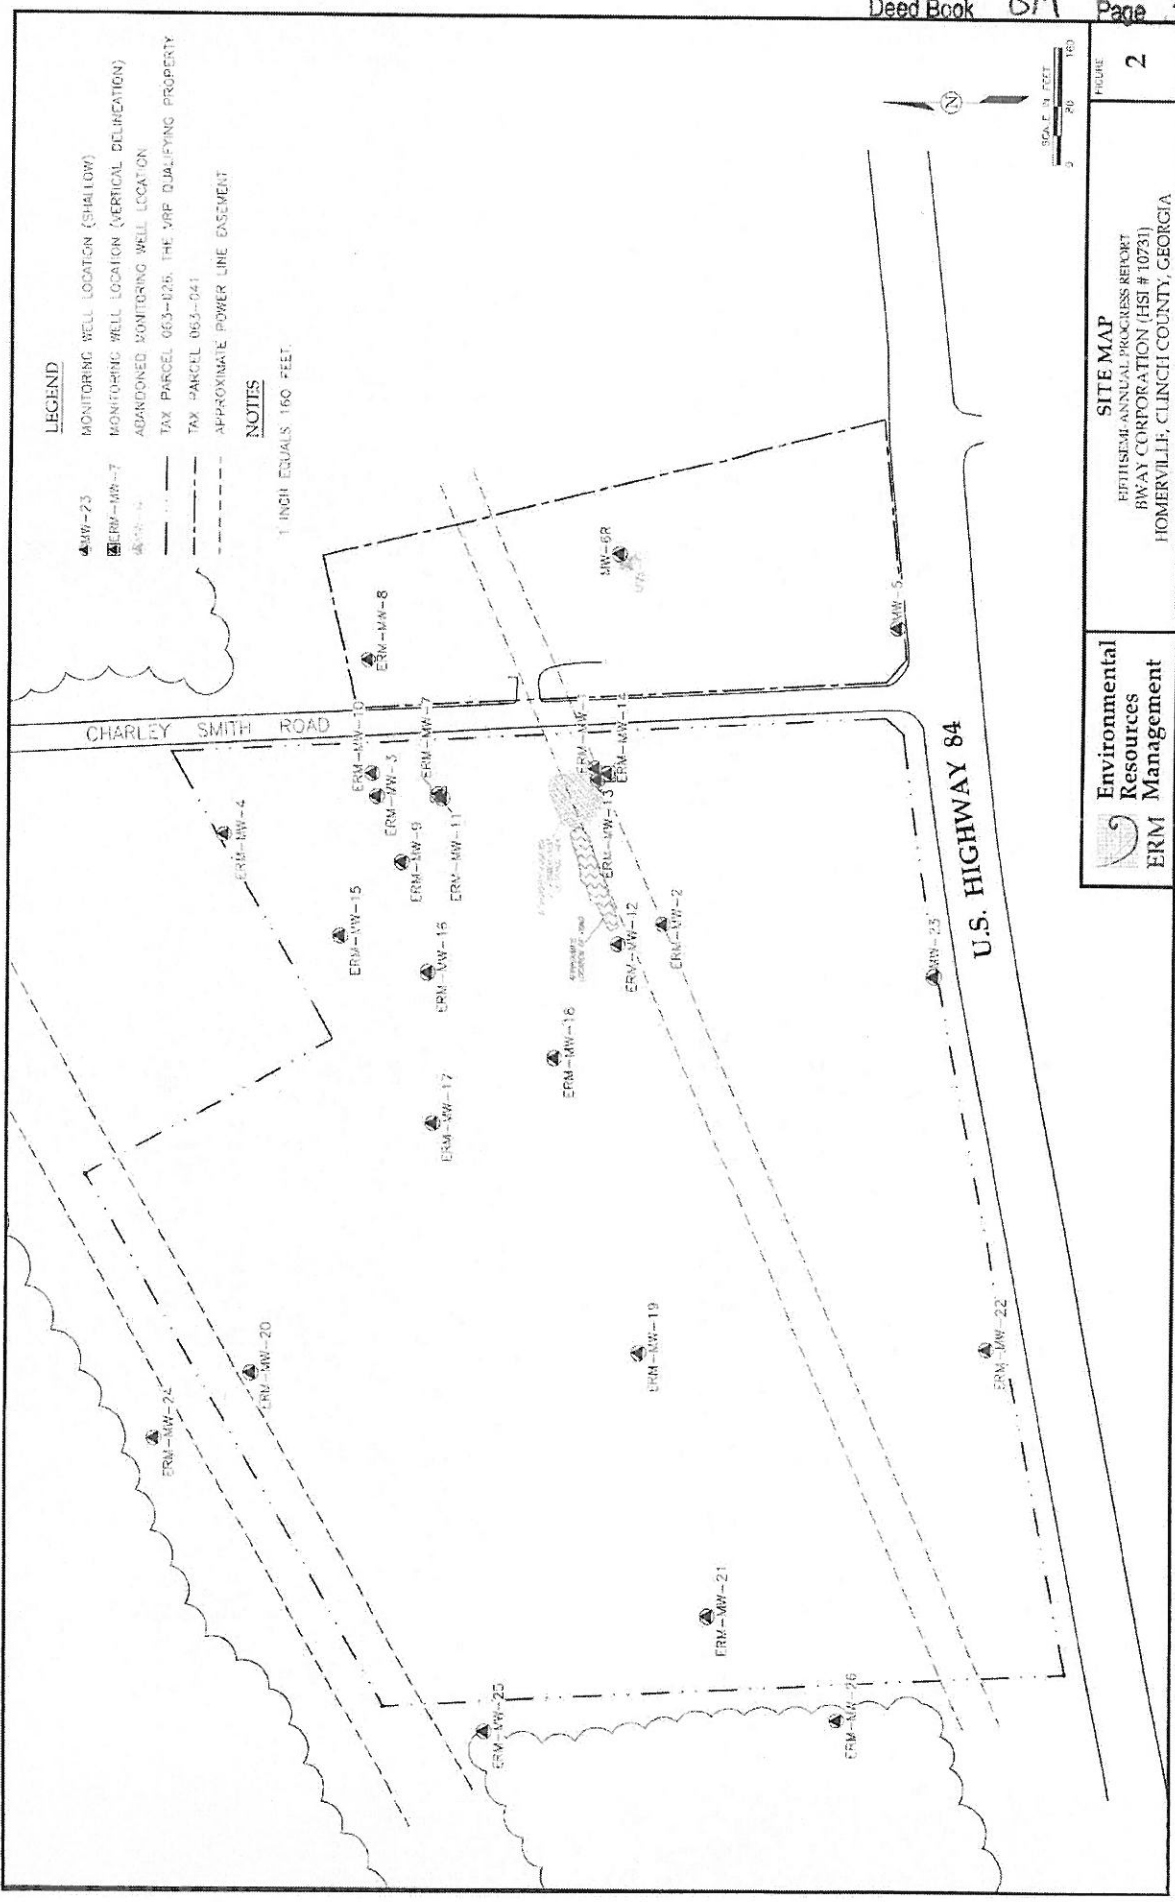 Deed Book
Page
LEGEND
MW-23
MONITORING WELL LOCATION (SHALLOW)
ERM-MW-7
MONITORING WELL LOCATION (VERTICAL DELINEATION)
ABANDONED MONITORING WELL LOCATION
TAX PARCEL 063-026, THE VRP QUALIFYING PROPERTY
TAX PARCEL 063-041
APPROXIMATE POWER LINE EASEMENT
NOTES
1 INCH EQUALS 160 FEET.
CHARLEY SMITH ROAD
ERM-MW-4
ERM-MW-15
ERM-MW-16
ERM-MW-17
ERM-MW-18
ERM-MW-9
ERM-MW-3
ERM-MW-10
ERM-MW-7
ERM-MW-11
ERM-MW-8
ERM-MW-13
ERM-MW-14
ERM-MW-12
ERM-MW-2
MW-6R
MW-5
MW-23
ERM-MW-24
ERM-MW-20
ERM-MW-19
ERM-MW-21
ERM-MW-22
ERM-MW-25
ERM-MW-26
U.S. HIGHWAY 84
N
SCALE IN FEET
0 80 160
ERM
Environmental
Resources
Management
SITE MAP
FIFTH SEMI-ANNUAL PROGRESS REPORT
BWAY CORPORATION (HSI # 10731)
HOMERVILLE, CLINCH COUNTY, GEORGIA
FIGURE
2